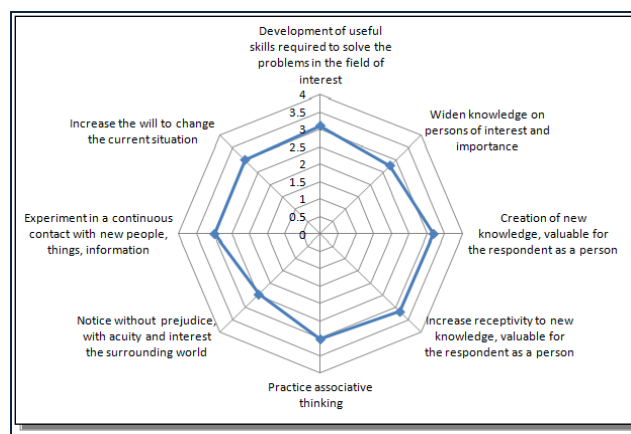 Development of useful
skills required to solve the
problems in the field of
interest
4
3.5
3
2.5
2
1.5
1
0.5
0
Widen knowledge on
persons of interest and
importance
Creation of new
knowledge, valuable for
the respondent as a person
Increase receptivity to new
knowledge, valuable for
the respondent as a person
Practice associative
thinking
Notice without prejudice,
with acuity and interest
the surrounding world
Experiment in a continuous
contact with new people,
things, information
Increase the will to change
the current situation